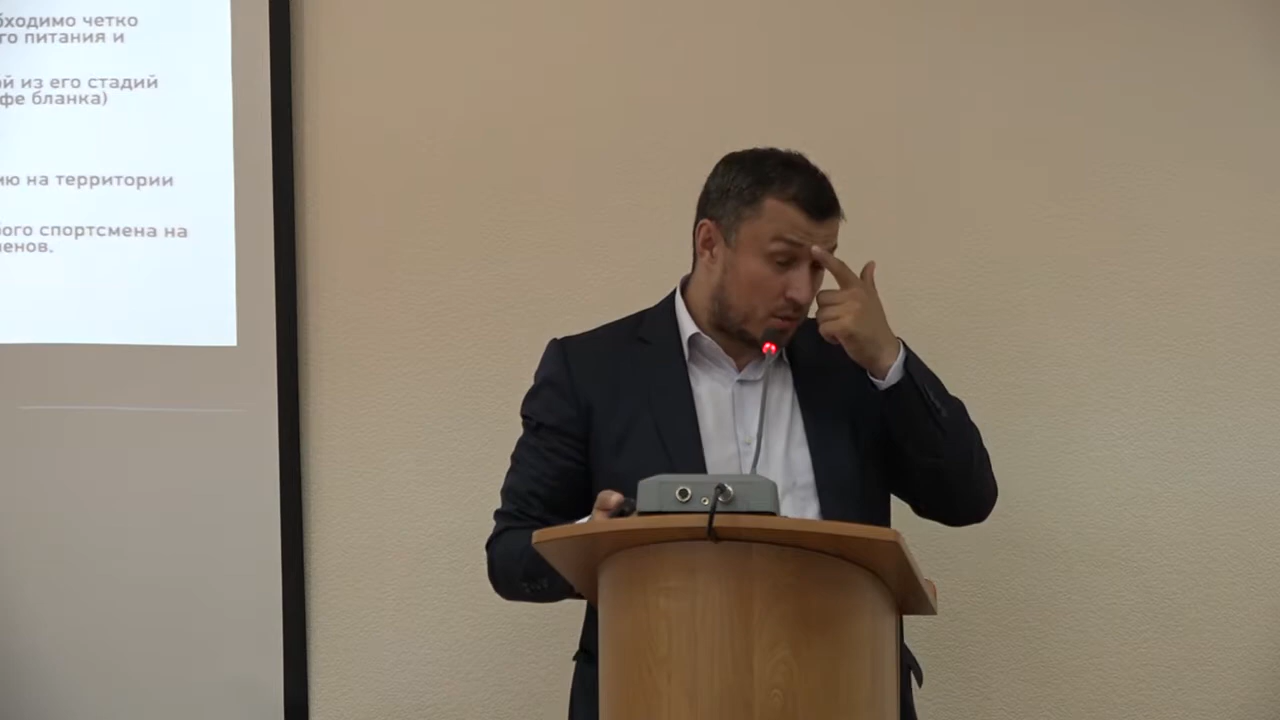 ходимо четко
го питания и
й из его стадий
фе бланка)
ю на территории
ого спортсмена на
енов.